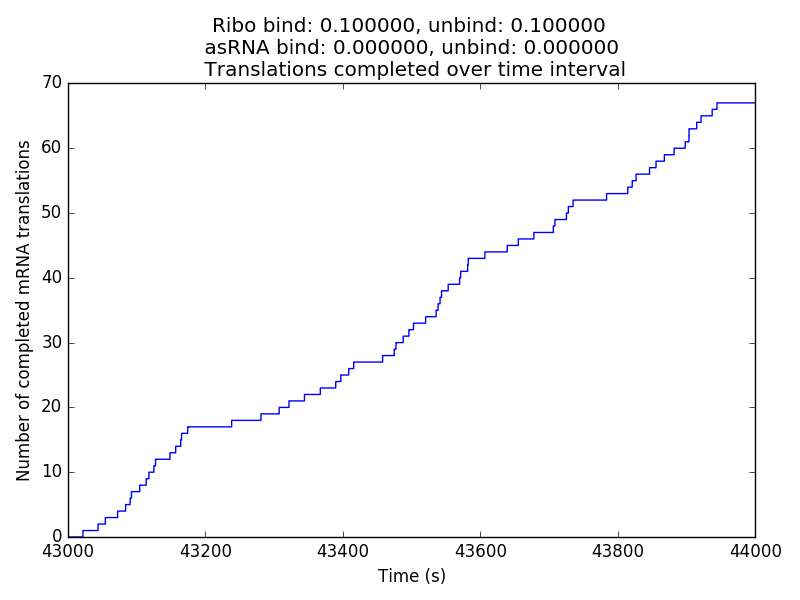 Ribo bind: 0.100000, unbind: 0.100000
asRNA bind: 0.000000, unbind: 0.000000
Translations completed over time interval
70
60
50
40
30
20
10
0
Number of completed mRNA translations
43000 43200 43400 43600 43800 44000
Time (s)